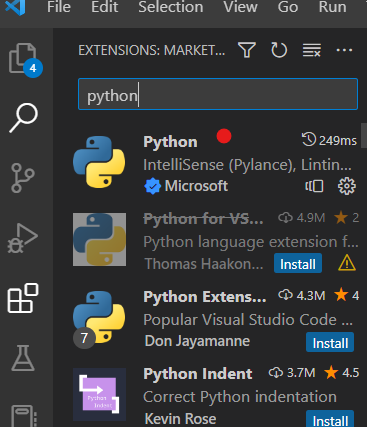 File Edit Selection View Go Run
EXTENSIONS: MARKET...
4
python
Python 249ms
IntelliSense (Pylance), Lintin...
Microsoft
Python for VS... 4.9M 2
Python language extension f...
Thomas Haakon... Install
Python Extens... 4.3M 4
Popular Visual Studio Code ...
7
Don Jayamanne Install
Python Indent 3.7M 4.5
Python Indent
Correct Python indentation
Kevin Rose Install